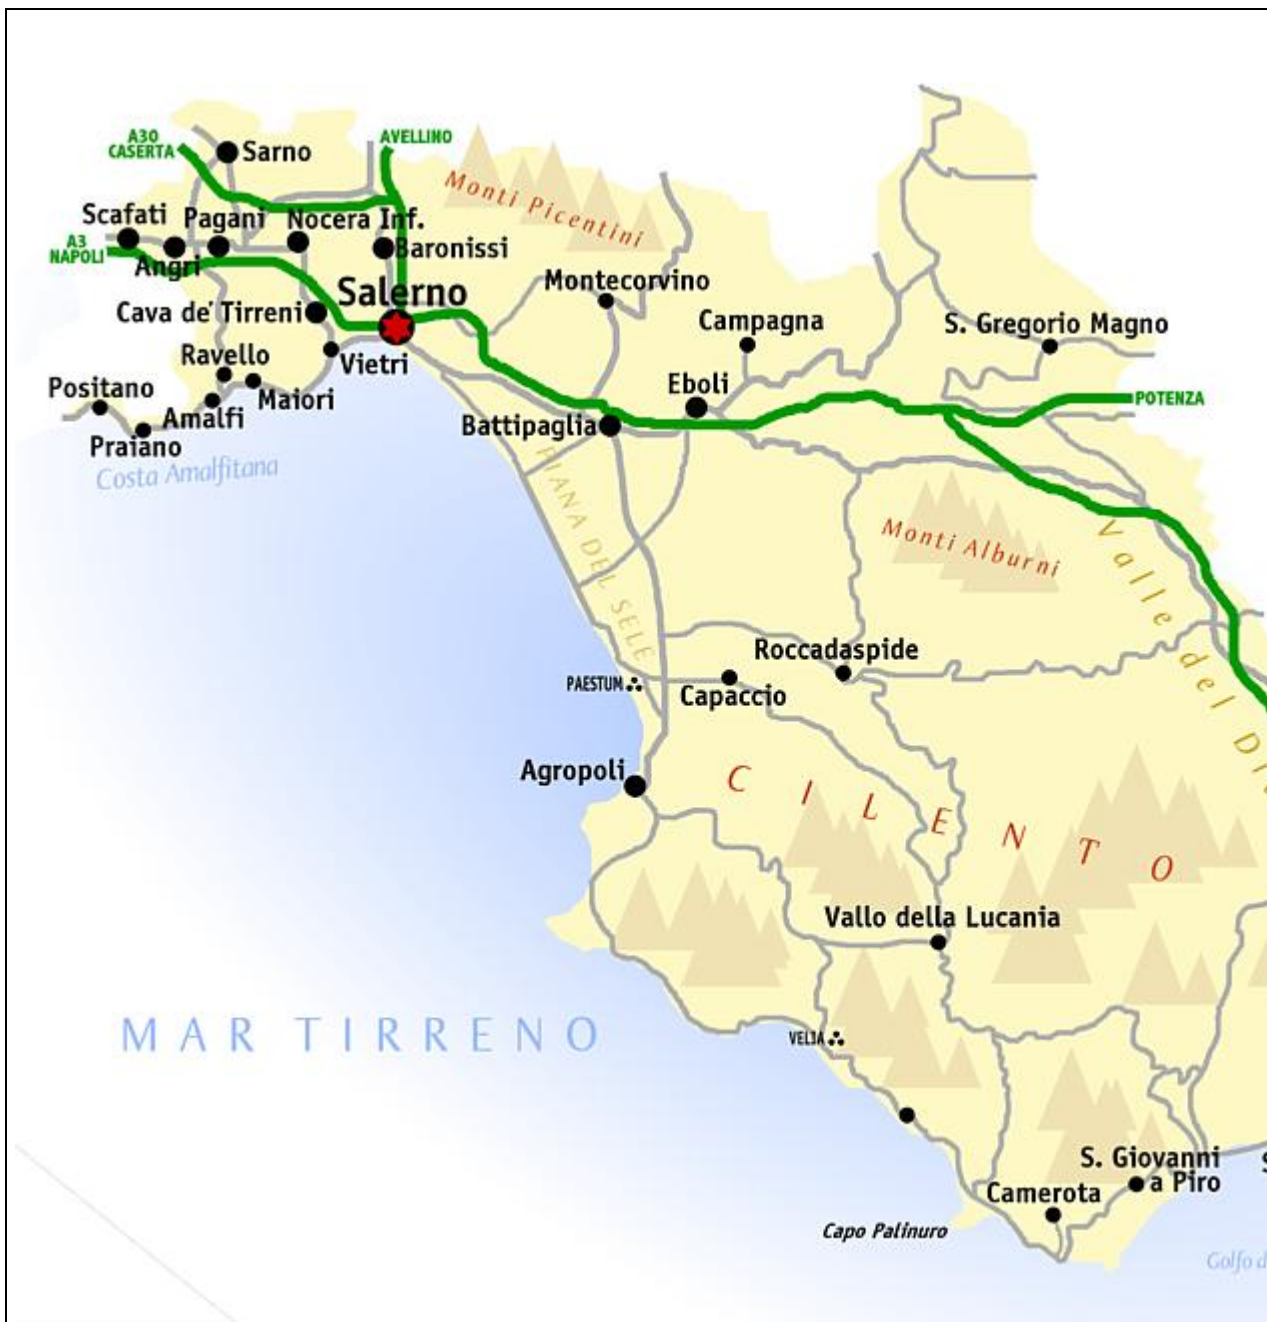 A30
CASERTA
AVELLINO
Sarno
Monti Picentini
Scafati
Pagani
Nocera Inf.
A3
NAPOLI
Angri
Baronissi
Salerno
Montecorvino
Cava de' Tirreni
Campagna
S. Gregorio Magno
Ravello
Vietri
Positano
Maiori
Eboli
POTENZA
Amalfi
Praiano
Battipaglia
Costa Amalfitana
PIANA DEL SELE
Monti Alburni
Valle del Di
Roccadaspide
PAESTUM
Capaccio
Agropoli
CILENTO
Vallo della Lucania
MAR TIRRENO
VELIA
S. Giovanni
a Piro
Camerota
Capo Palinuro
Golfo d